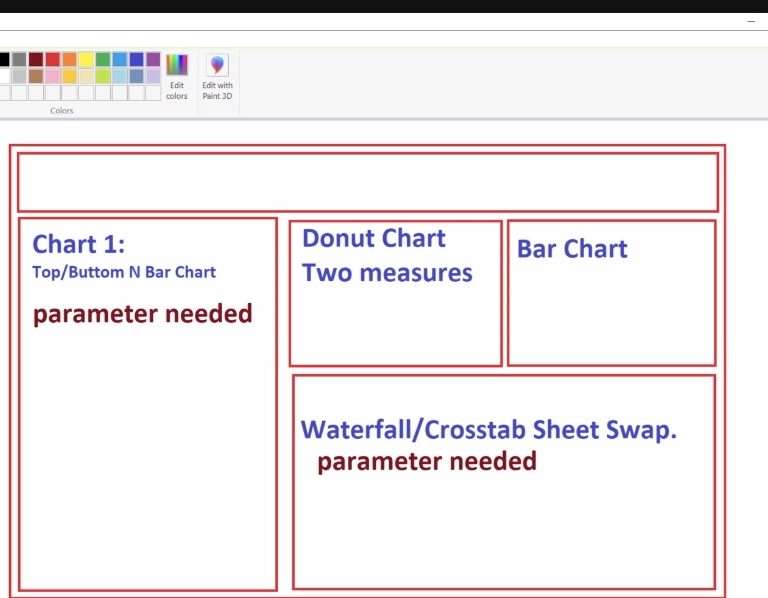 Edit
colors
Edit with
Paint 3D
Colors
Chart 1:
Top/Buttom N Bar Chart
parameter needed
Donut Chart
Two measures
Bar Chart
Waterfall/Crosstab Sheet Swap.
parameter needed